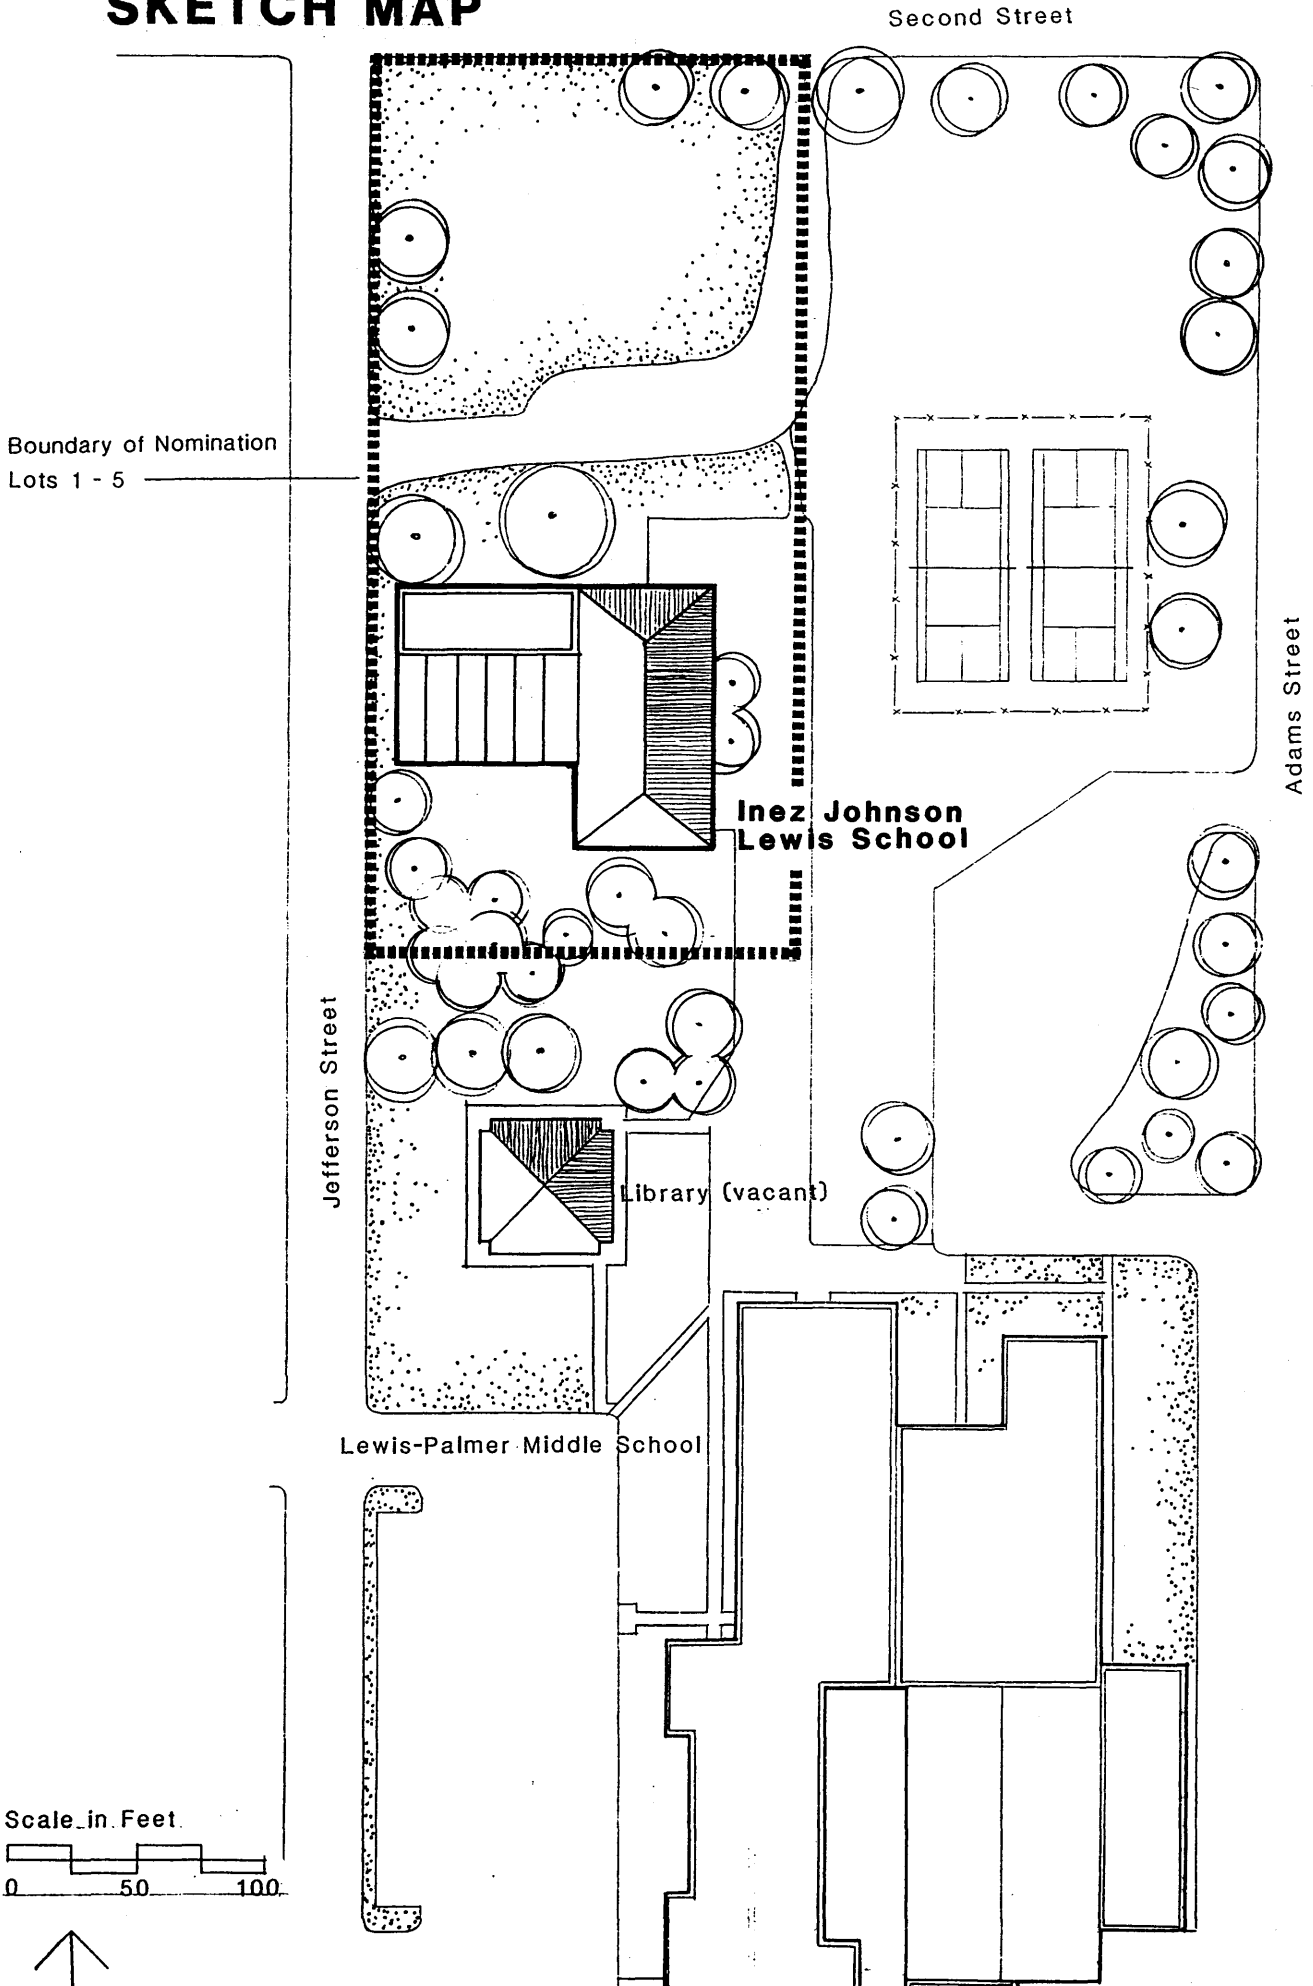 SKETCH MAP
Second Street
Boundary of Nomination
Lots 1 - 5
Adams Street
Inez Johnson
Lewis School
Jefferson Street
Library (vacant)
Lewis-Palmer Middle School
Scale in Feet
0 50 100